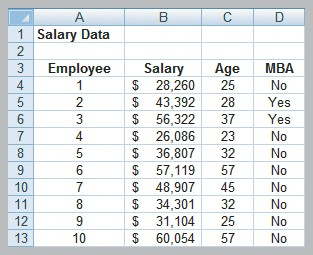 A B C D
1 Salary Data
2
3 Employee Salary Age MBA
4 1 $ 28,260 25 No
5 2 $ 43,392 28 Yes
6 3 $ 56,322 37 Yes
7 4 $ 26,086 23 No
8 5 $ 36,807 32 No
9 6 $ 57,119 57 No
10 7 $ 48,907 45 No
11 8 $ 34,301 32 No
12 9 $ 31,104 25 No
13 10 $ 60,054 57 No